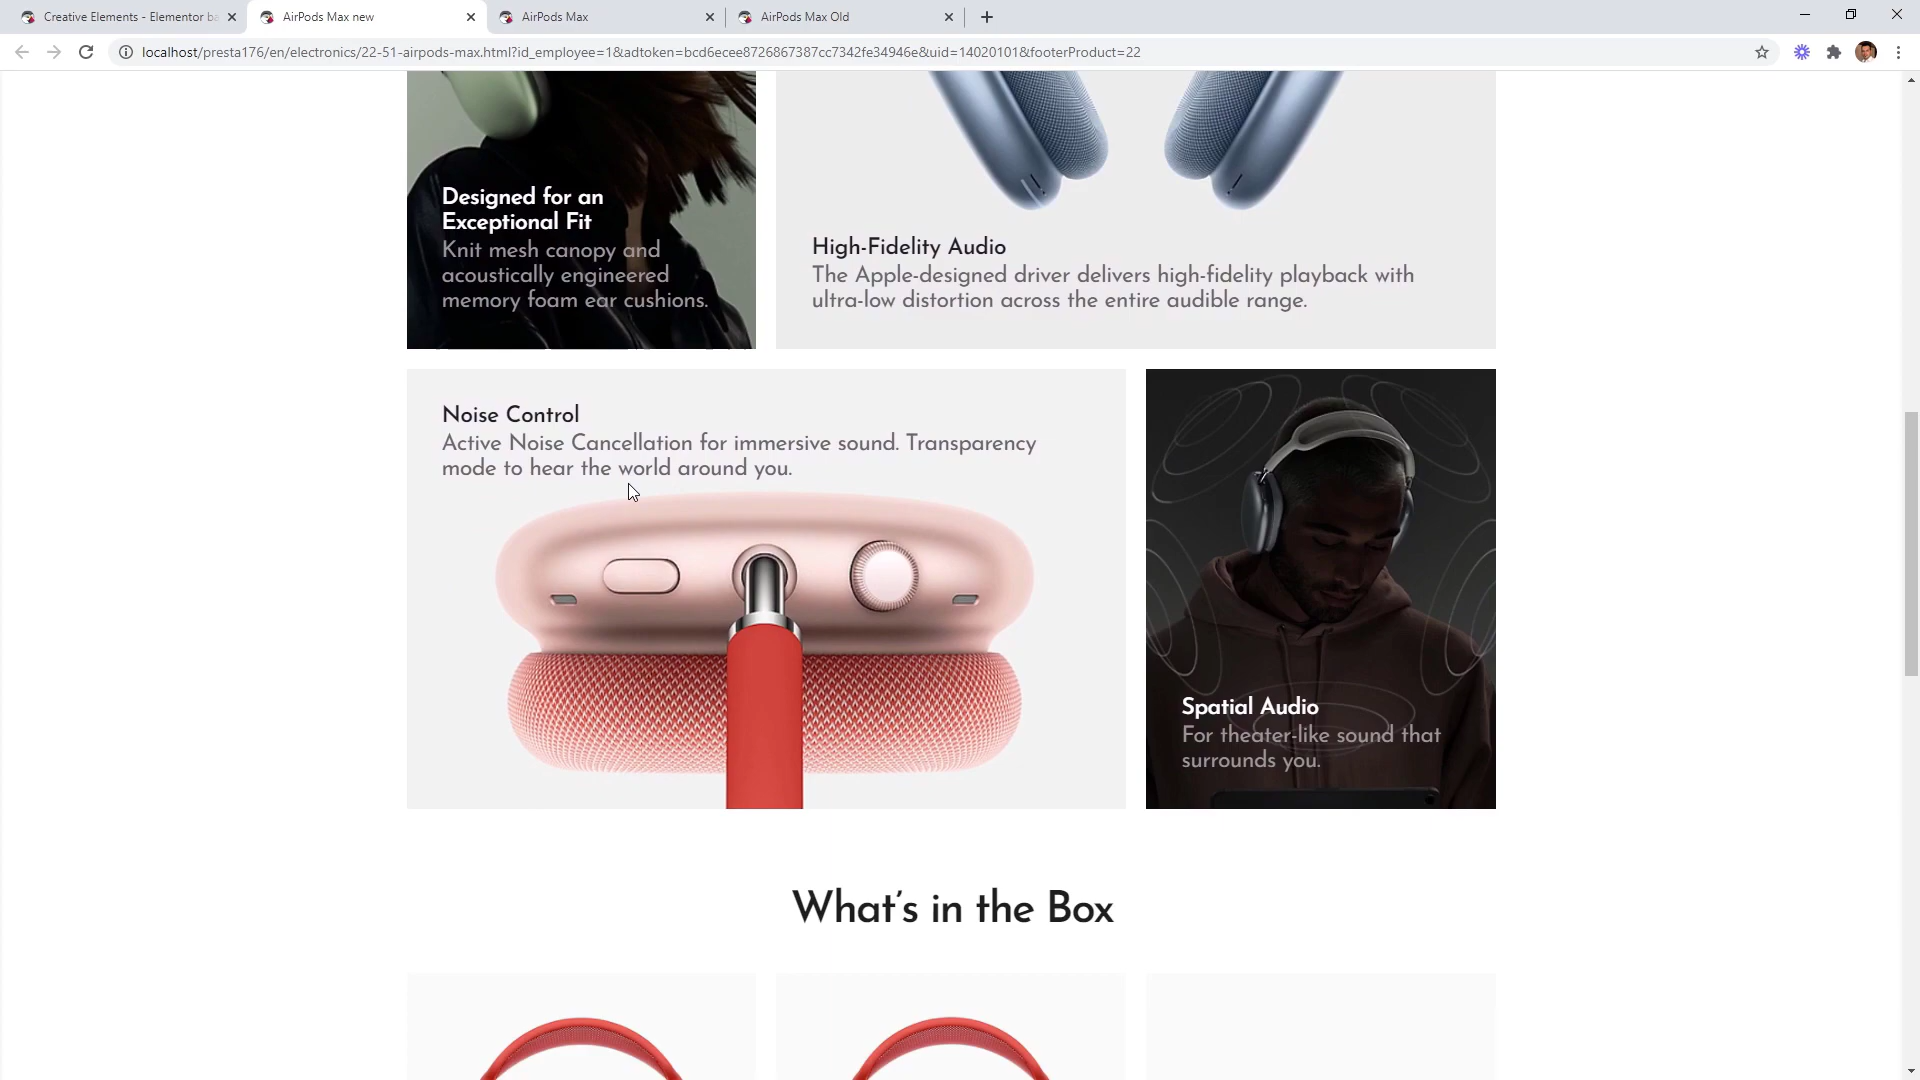 Creative Elements - Elementor ba
AirPods Max new
AirPods Max
AirPods Max Old
localhost/presta176/en/electronics/22-51-airpods-max.html?id_employee=1&adtoken=bcd6ecee8726867387cc7342fe34946e&uid=14020101&footerProduct=22
Designed for an
Exceptional Fit
Knit mesh canopy and
acoustically engineered
memory foam ear cushions.
High-Fidelity Audio
The Apple-designed driver delivers high-fidelity playback with
ultra-low distortion across the entire audible range.
Noise Control
Active Noise Cancellation for immersive sound. Transparency
mode to hear the world around you.
Spatial Audio
For theater-like sound that
surrounds you.
What's in the Box